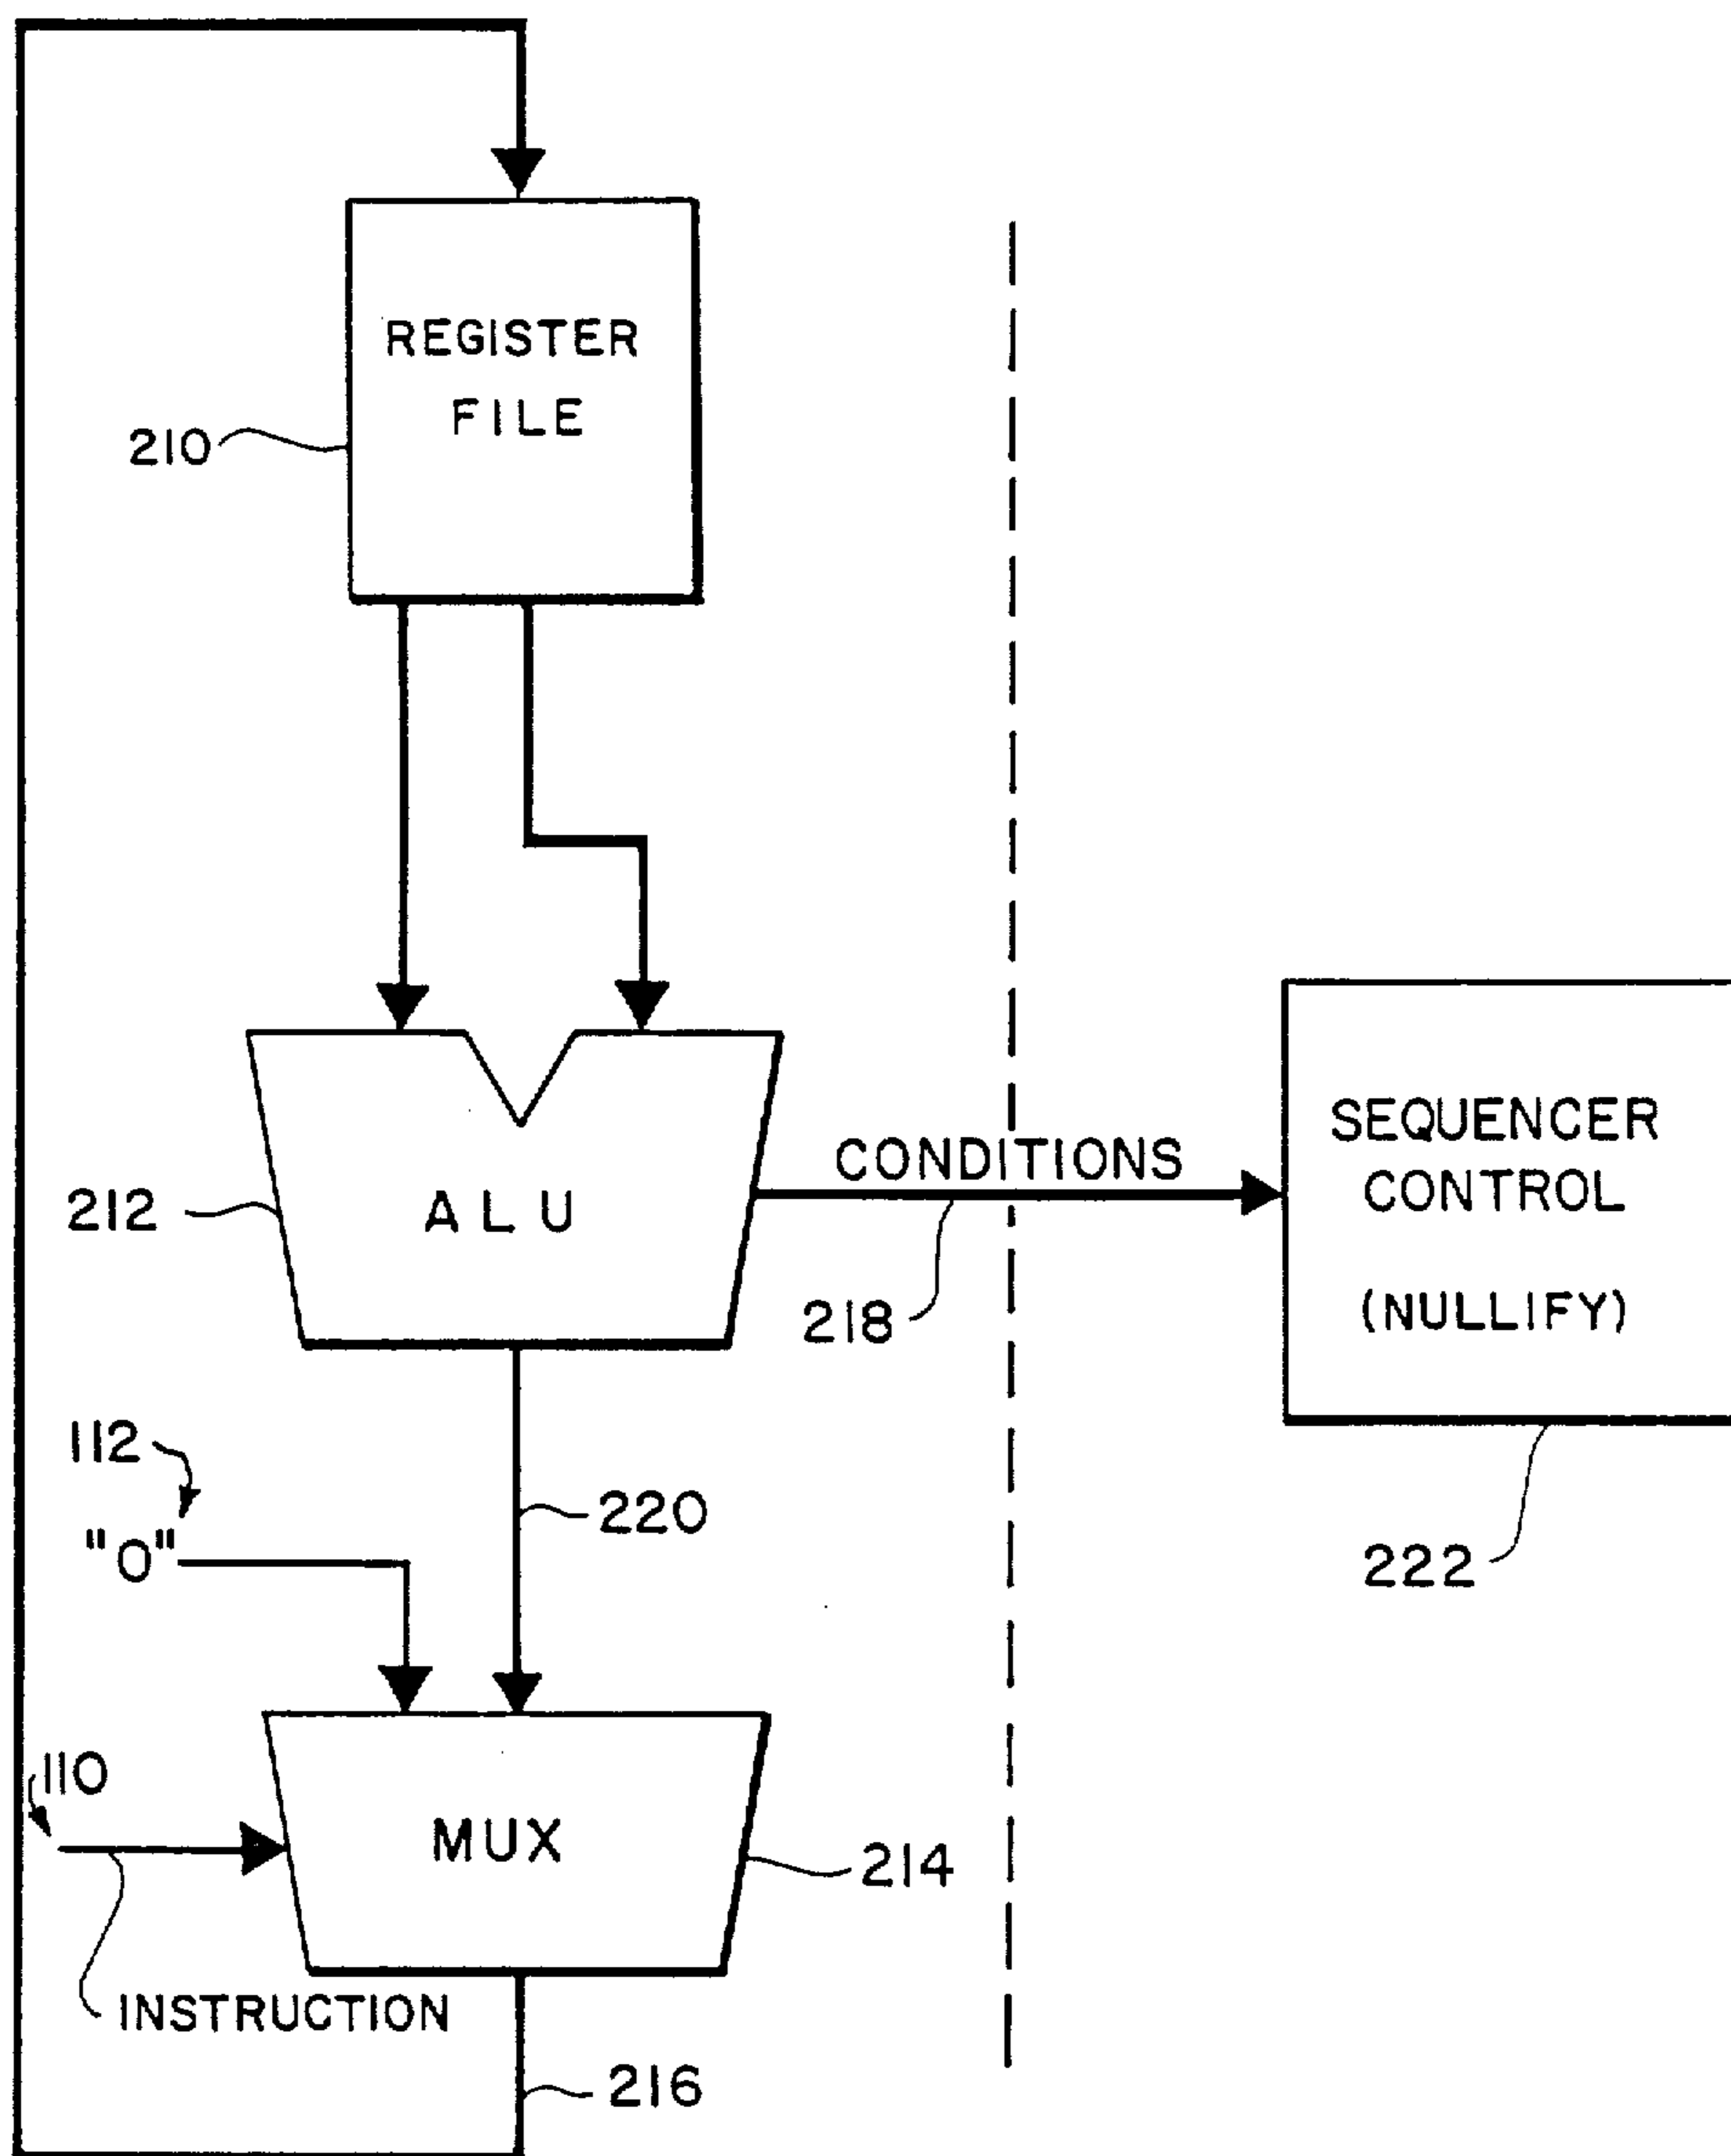 REGISTER
FILE
210
212
ALU
CONDITIONS
218
SEQUENCER
CONTROL
(NULLIFY)
222
112
"0"
220
110
MUX
214
INSTRUCTION
216